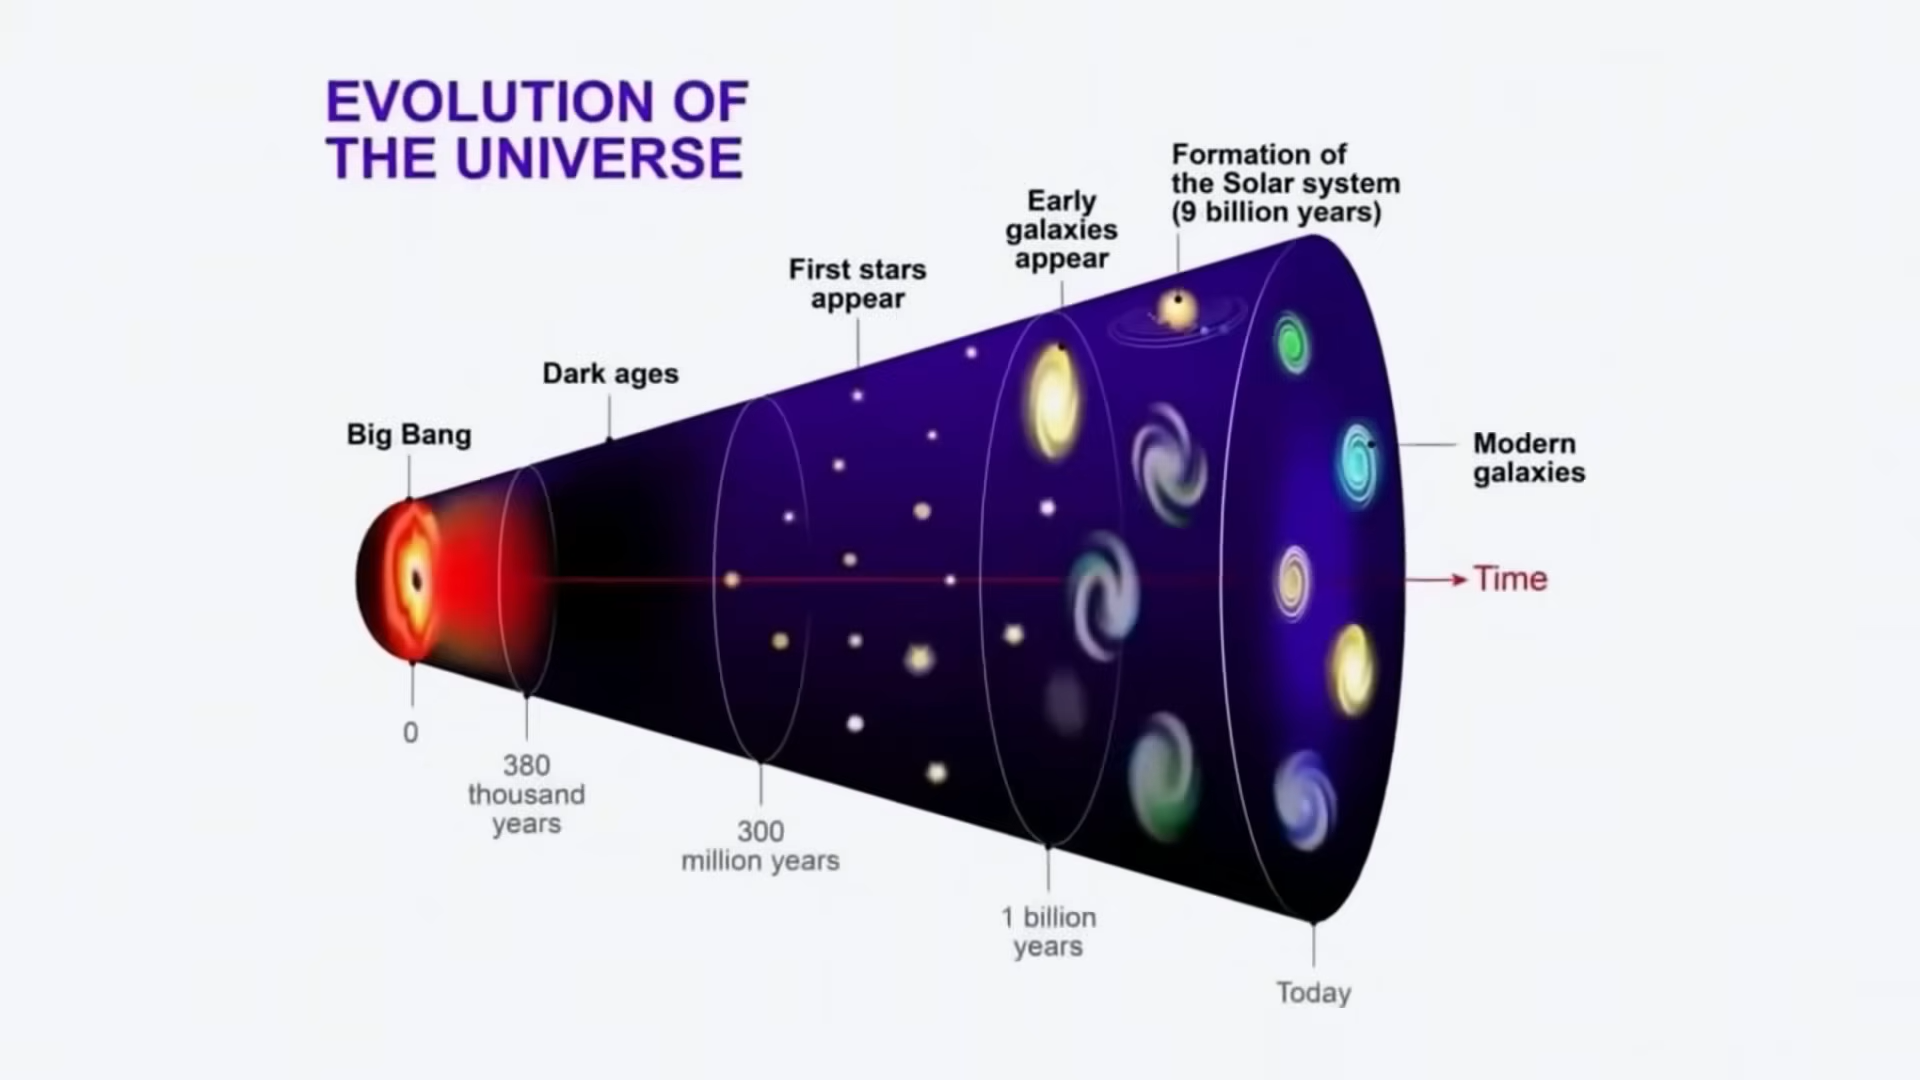 EVOLUTION OF
THE UNIVERSE
Formation of
the Solar system
(9 billion years)
Early
galaxies
appear
First stars
appear
Dark ages
Big Bang
Modern
galaxies
Time
0
380
thousand
years
300
million years
1 billion
years
Today